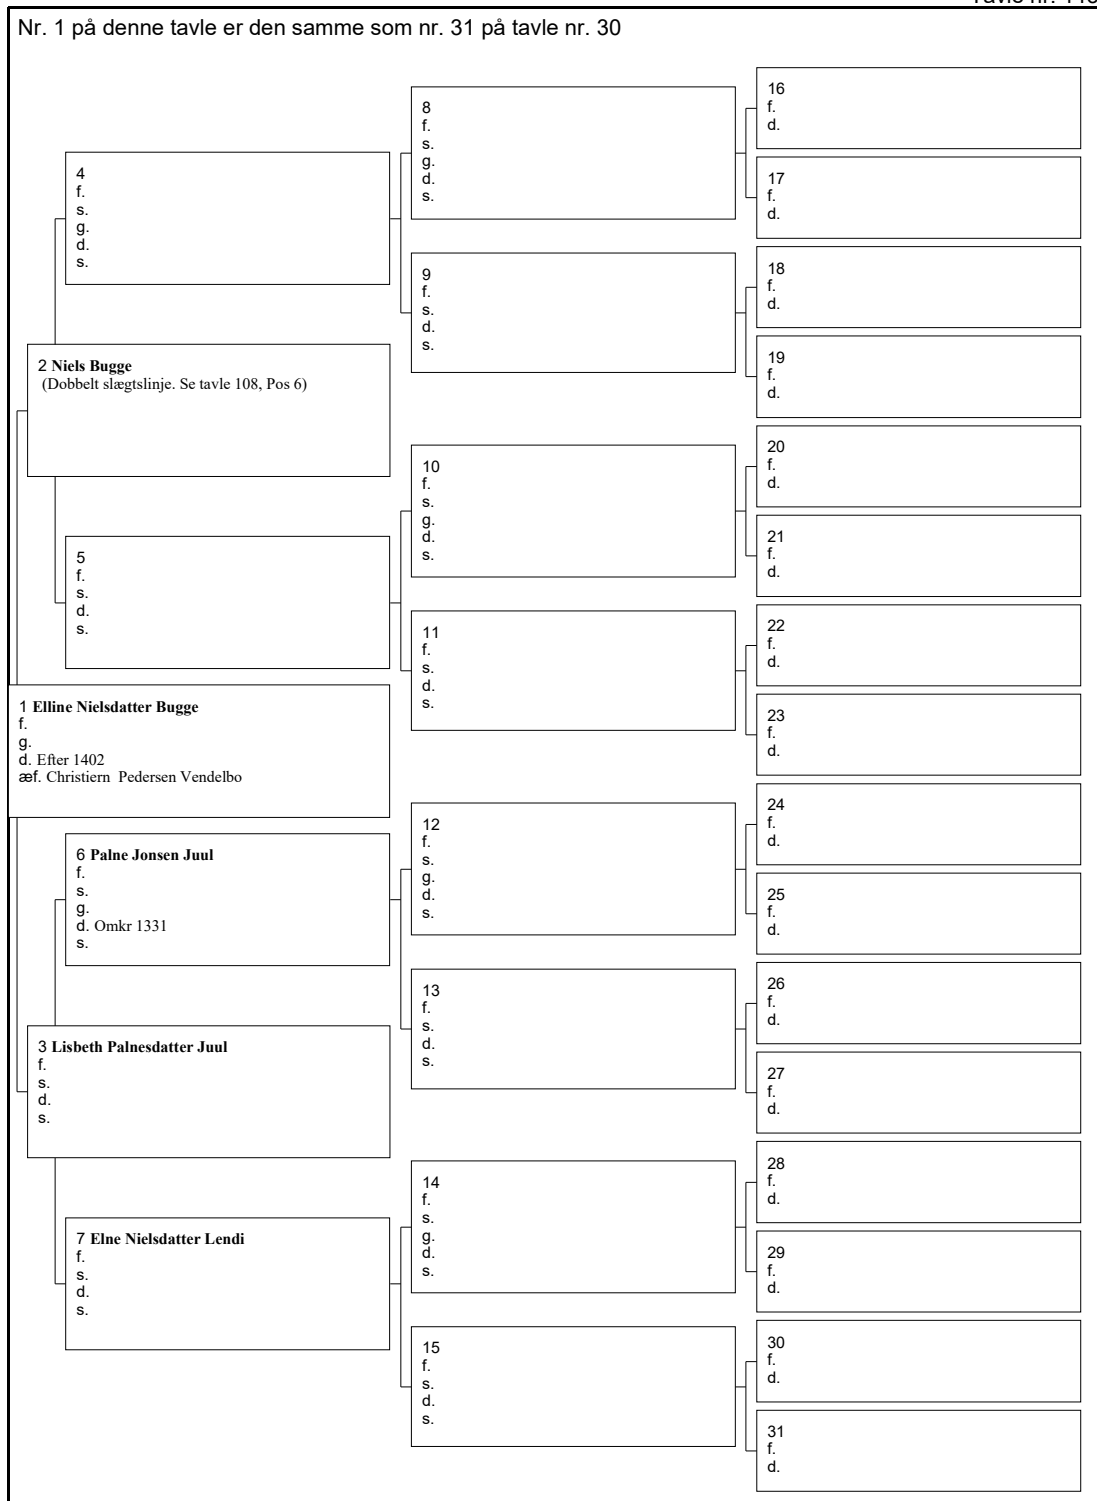 Nr. 1 på denne tavle er den samme som nr. 31 på tavle nr. 30
16
f.
d.
8
f.
s.
g.
d.
s.
17
f.
d.
4
f.
s.
g.
d.
s.
18
f.
d.
9
f.
s.
d.
s.
19
f.
d.
2 Niels Bugge
(Dobbelt slægtslinje. Se tavle 108, Pos 6)
20
f.
d.
10
f.
s.
g.
d.
s.
21
f.
d.
5
f.
s.
d.
s.
22
f.
d.
11
f.
s.
d.
s.
23
f.
d.
1 Elline Nielsdatter Bugge
f.
g.
d. Efter 1402
æf. Christiern Pedersen Vendelbo
24
f.
d.
12
f.
s.
g.
d.
s.
25
f.
d.
6 Palne Jonsen Juul
f.
s.
g.
d. Omkr 1331
s.
26
f.
d.
13
f.
s.
d.
s.
27
f.
d.
3 Lisbeth Palnesdatter Juul
f.
s.
d.
s.
28
f.
d.
14
f.
s.
g.
d.
s.
29
f.
d.
7 Elne Nielsdatter Lendi
f.
s.
d.
s.
30
f.
d.
15
f.
s.
d.
s.
31
f.
d.